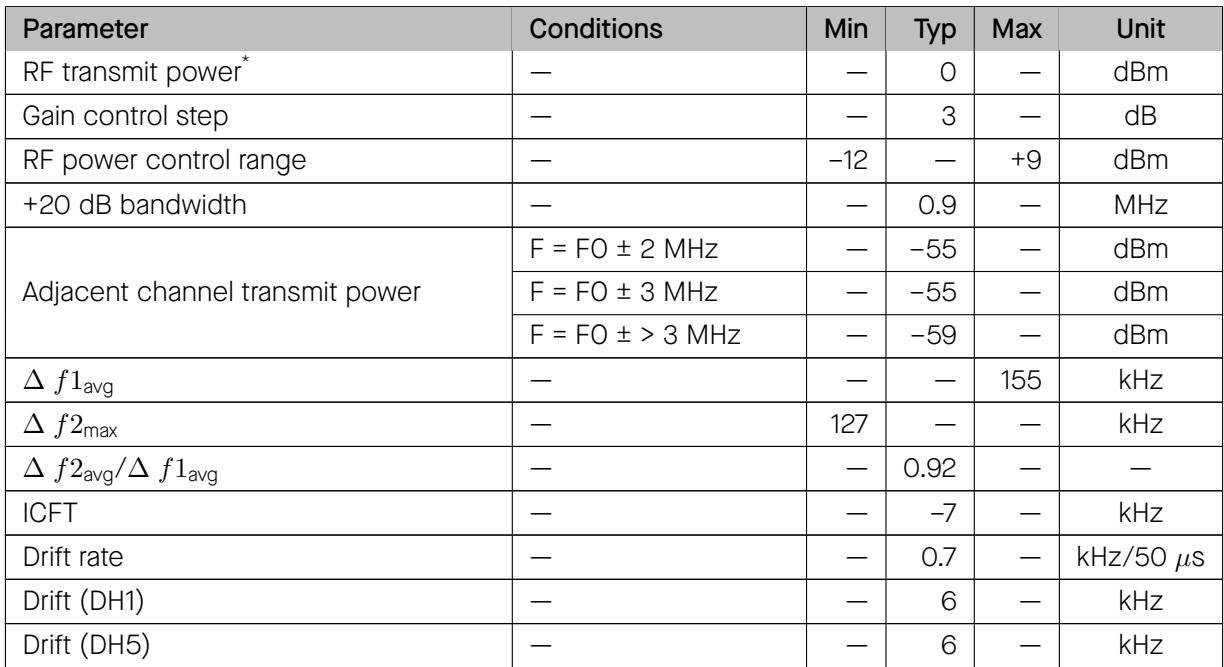 Parameter Conditions Min Typ Max Unit
RF transmit power* — — 0 — dBm
Gain control step — — 3 — dB
RF power control range — –12 — +9 dBm
+20 dB bandwidth — — 0.9 — MHz
Adjacent channel transmit power F = F0 ± 2 MHz — –55 — dBm
F = F0 ± 3 MHz — –55 — dBm
F = F0 ± > 3 MHz — –59 — dBm
Δ f1avg — — — 155 kHz
Δ f2max — 127 — — kHz
Δ f2avg/Δ f1avg — — 0.92 — —
ICFT — — –7 — kHz
Drift rate — — 0.7 — kHz/50 μs
Drift (DH1) — — 6 — kHz
Drift (DH5) — — 6 — kHz